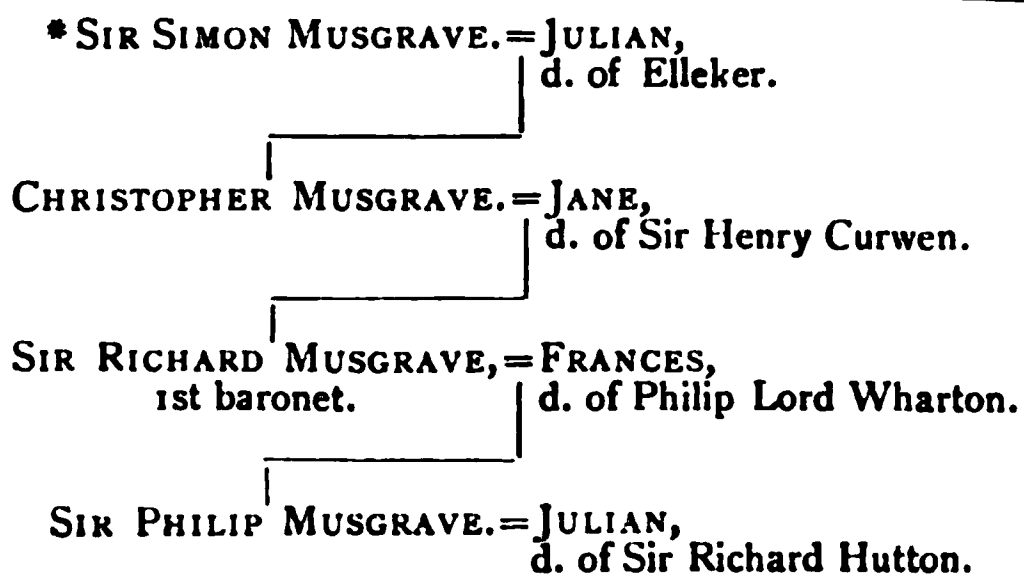 * SIR SIMON MUSGRAVE. = JULIAN,
d. of Elleker.
CHRISTOPHER MUSGRAVE. = JANE,
d. of Sir Henry Curwen.
SIR RICHARD MUSGRAVE, = FRANCES,
1st baronet. d. of Philip Lord Wharton.
SIR PHILIP MUSGRAVE. = JULIAN,
d. of Sir Richard Hutton.